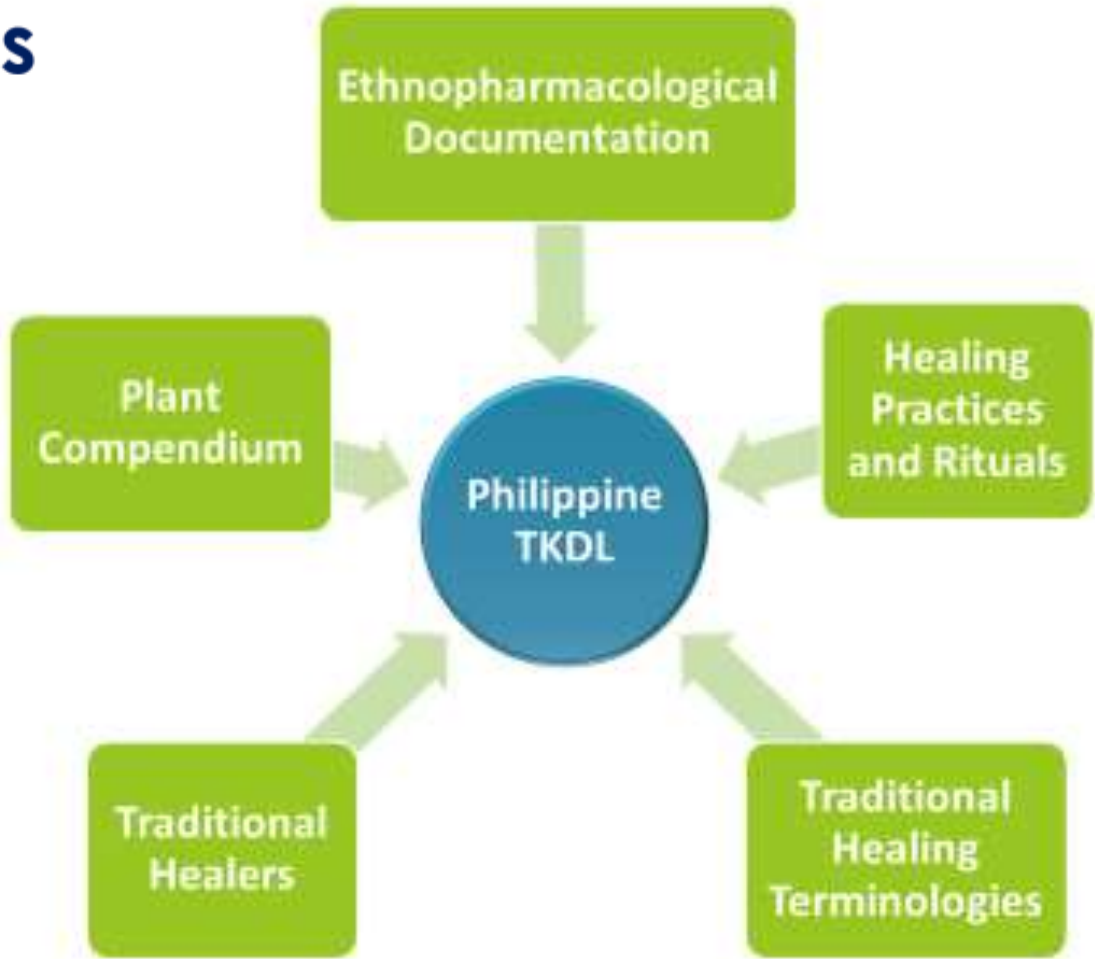 s
Ethnopharmacological
Documentation
Plant
Compendium
Healing
Practices
and Rituals
Philippine
TKDL
Traditional
Healers
Traditional
Healing
Terminologies